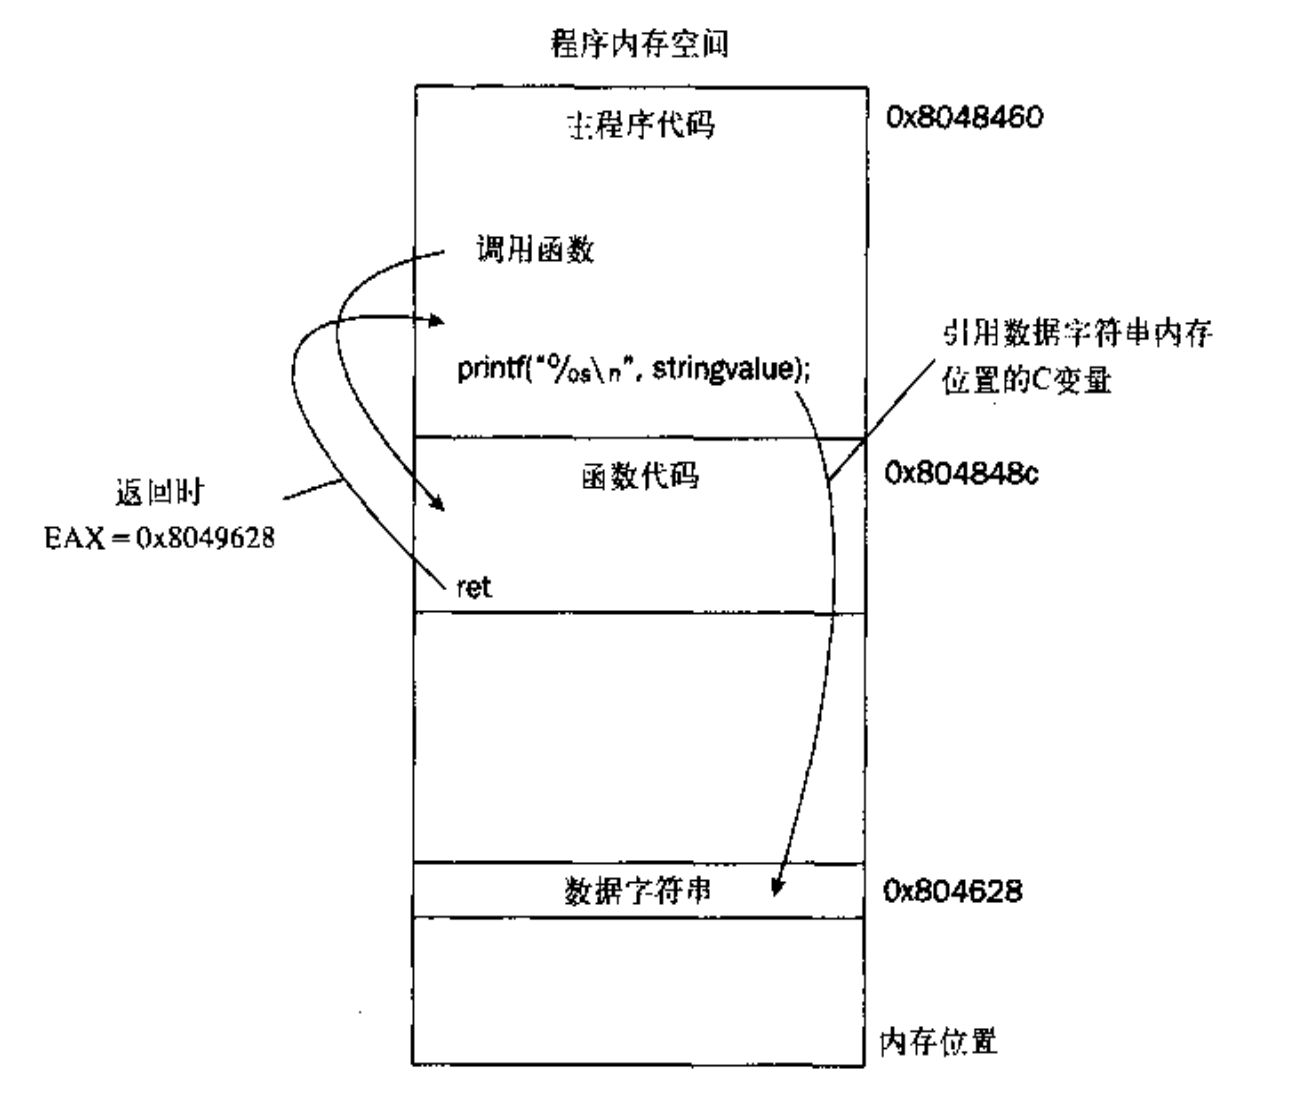 程序内存空间
主程序代码
0x8048460
调用函数
printf("%s\n", stringvalue);
引用数据字符串内存
位置的C变量
函数代码
0x804848c
返回时
EAX=0x8049628
ret
数据字符串
0x804628
内存位置